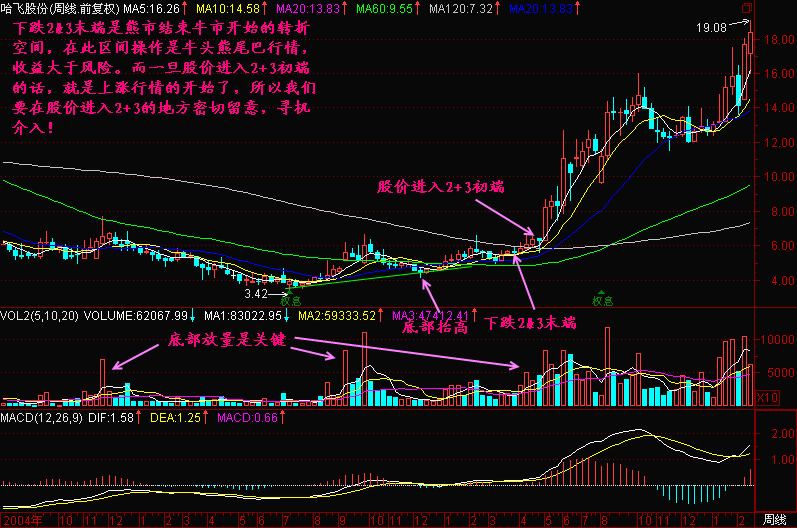 哈飞股份(周线.前复权) MA5:16.26↑ MA10:14.58↑ MA20:13.83↑ MA60:9.55↑ MA120:7.32↑ MA20:13.83↑
下跌2&3末端是熊市结束牛市开始的转折
空间，在此区间操作是牛头熊尾巴行情，
收益大于风险。而一旦股价进入2+3初端
的话，就是上涨行情的开始了，所以我们
要在股价进入2+3的地方密切留意，寻机
介入!
19.08
18.00
16.00
14.00
12.00
10.00
8.00
6.00
4.00
股价进入2+3初端
3.42
权息
权息
底部抬高
下跌2&3末端
VOL2(5,10,20) VOLUME:62067.99↓ MA1:83022.95↓ MA2:59333.52↑ MA3:47412.41↑
底部放量是关键
10000
5000
X10
MACD(12,26,9) DIF:1.58↑ DEA:1.25↑ MACD:0.66↑
2.00
1.00
0.00
2004年 10 11 12 1 2 3 4 5 6 7 8 9 10 11 12 1 2 3 4 5 6 7 8 10 11 12 1 2 周线